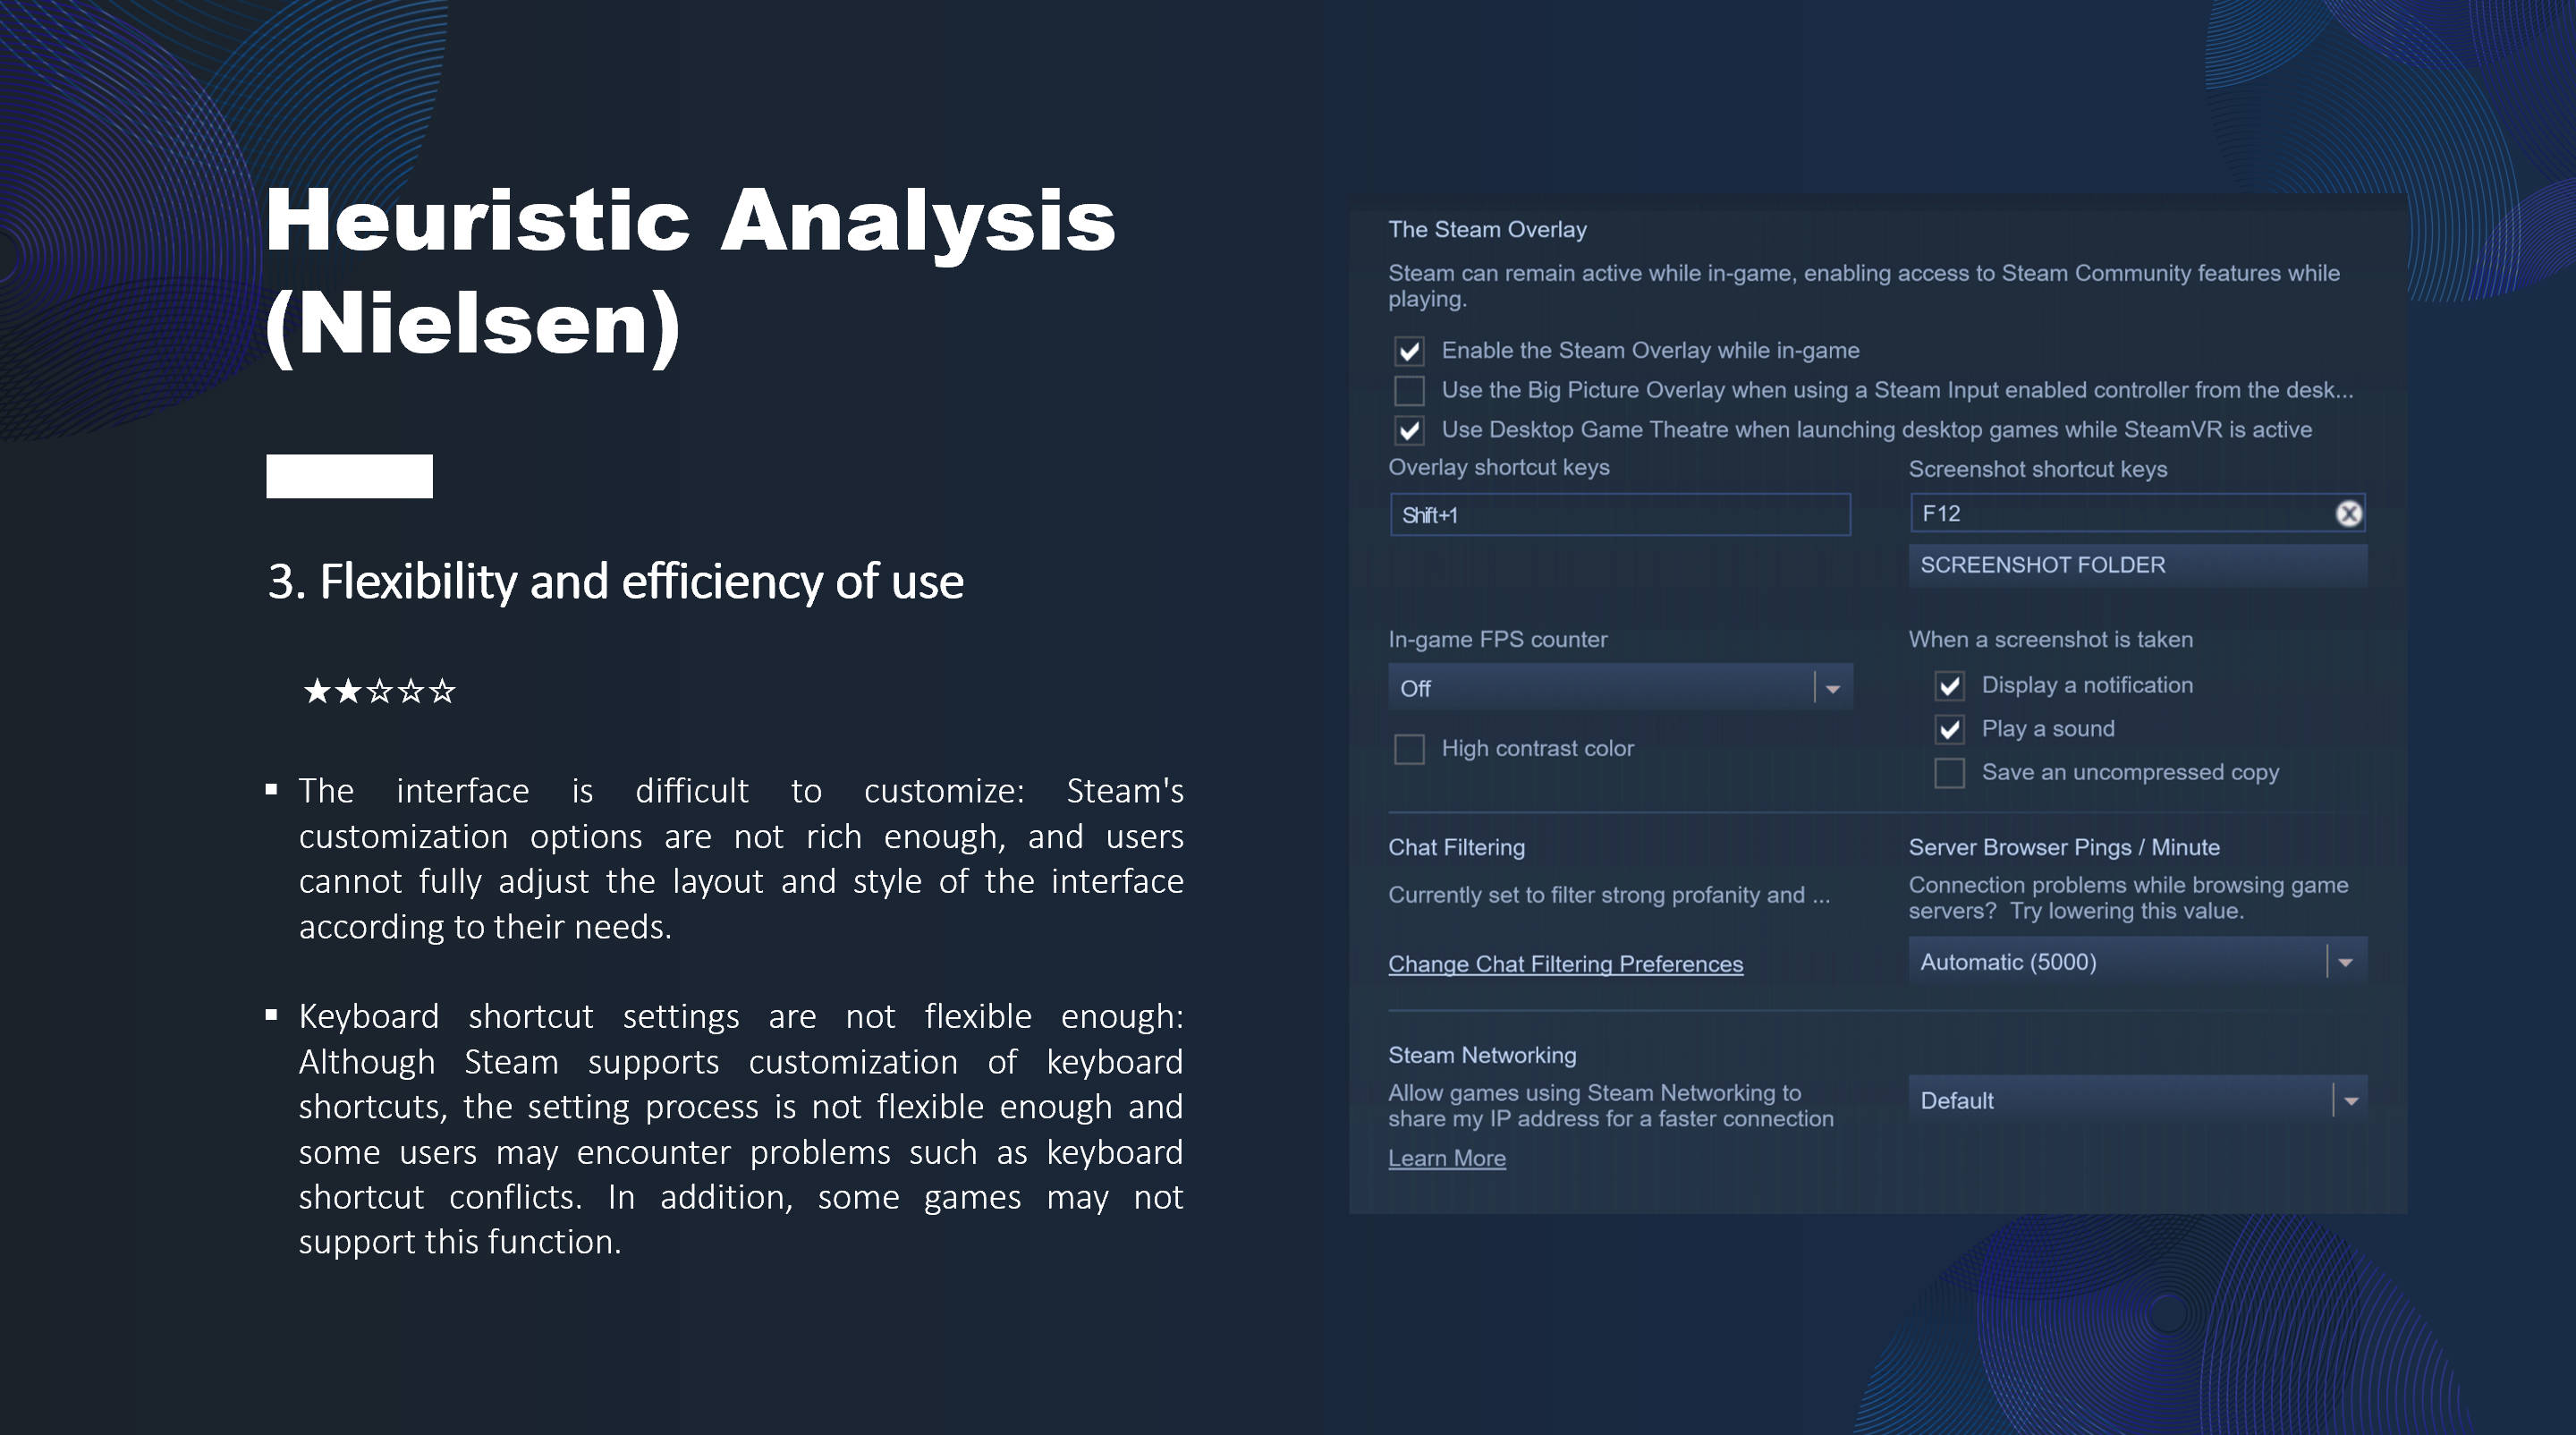 Heuristic Analysis
(Nielsen)
3. Flexibility and efficiency of use
★★☆☆☆
▪ The interface is difficult to customize: Steam's
customization options are not rich enough, and users
cannot fully adjust the layout and style of the interface
according to their needs.
▪ Keyboard shortcut settings are not flexible enough:
Although Steam supports customization of keyboard
shortcuts, the setting process is not flexible enough and
some users may encounter problems such as keyboard
shortcut conflicts. In addition, some games may not
support this function.
The Steam Overlay
Steam can remain active while in-game, enabling access to Steam Community features while
playing.
Enable the Steam Overlay while in-game
Use the Big Picture Overlay when using a Steam Input enabled controller from the desk...
Use Desktop Game Theatre when launching desktop games while SteamVR is active
Overlay shortcut keys
Shift+1
Screenshot shortcut keys
F12
SCREENSHOT FOLDER
In-game FPS counter
Off
High contrast color
When a screenshot is taken
Display a notification
Play a sound
Save an uncompressed copy
Chat Filtering
Currently set to filter strong profanity and ...
Change Chat Filtering Preferences
Server Browser Pings / Minute
Connection problems while browsing game
servers? Try lowering this value.
Automatic (5000)
Steam Networking
Allow games using Steam Networking to
share my IP address for a faster connection
Learn More
Default